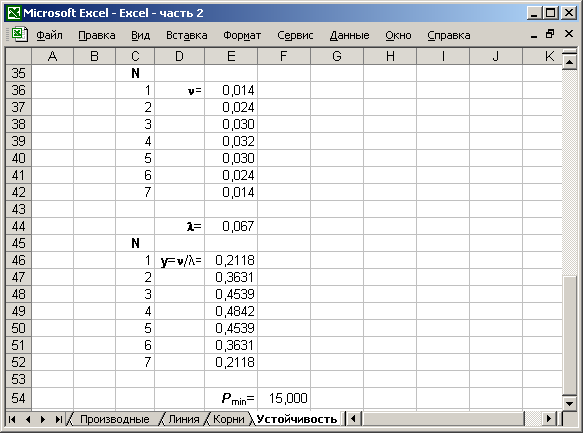 Microsoft Excel - Excel - часть 2
Файл Правка Вид Вставка Формат Сервис Данные Окно Справка
A B C D E F G H I J K
35 N
36 1 ν= 0,014
37 2 0,024
38 3 0,030
39 4 0,032
40 5 0,030
41 6 0,024
42 7 0,014
43
44 λ= 0,067
45 N
46 1 y=ν/λ= 0,2118
47 2 0,3631
48 3 0,4539
49 4 0,4842
50 5 0,4539
51 6 0,3631
52 7 0,2118
53
54 Pmin= 15,000
Производные Линия Корни Устойчивость